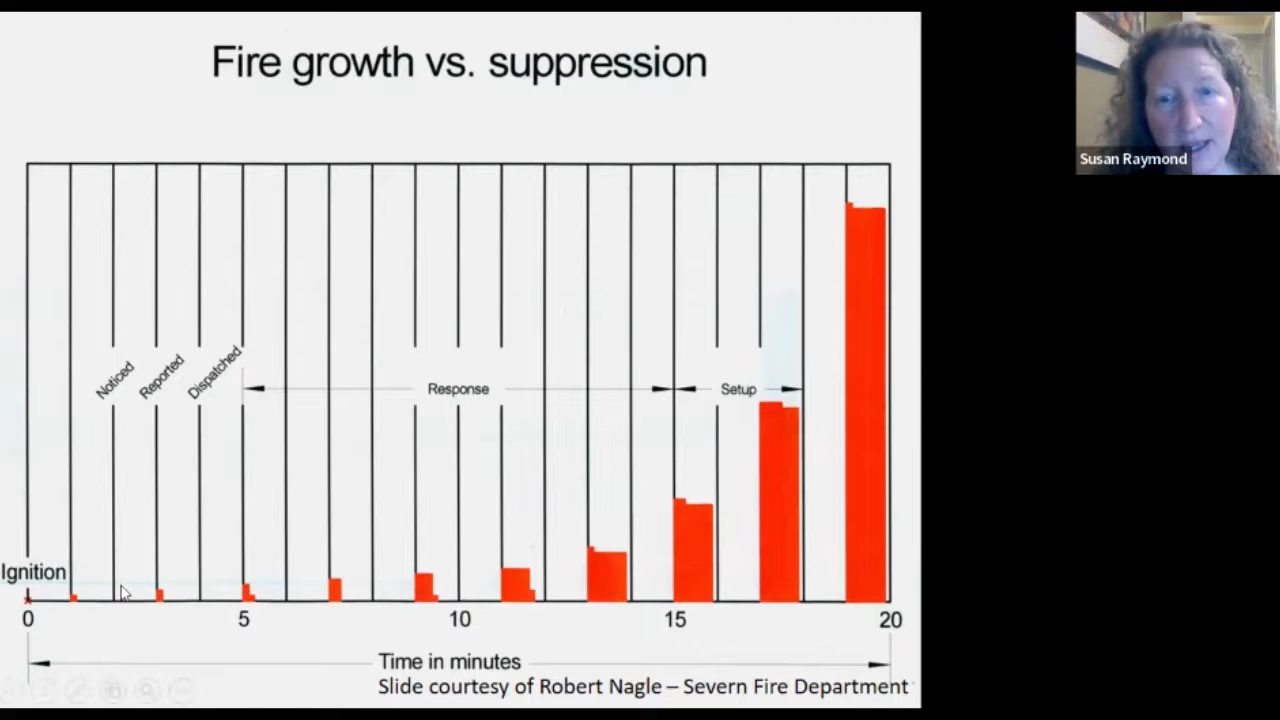 Fire growth vs. suppression
Susan Raymond
Noticed
Reported
Dispatched
Response
Setup
Ignition
0
5
10
15
20
Time in minutes
Slide courtesy of Robert Nagle – Severn Fire Department